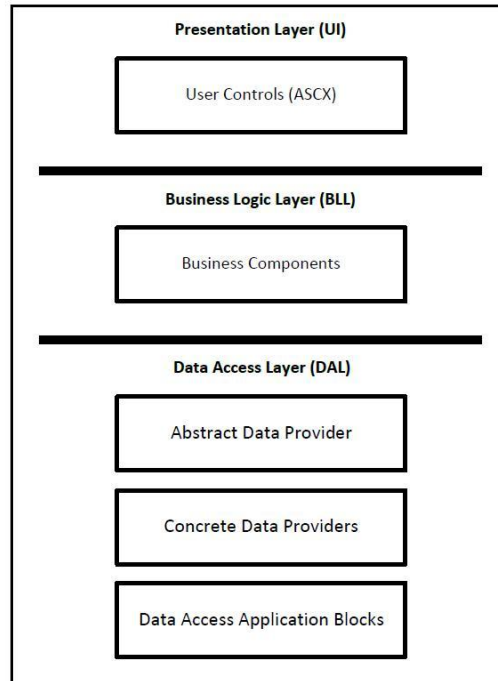 Presentation Layer (UI)
User Controls (ASCX)
Business Logic Layer (BLL)
Business Components
Data Access Layer (DAL)
Abstract Data Provider
Concrete Data Providers
Data Access Application Blocks